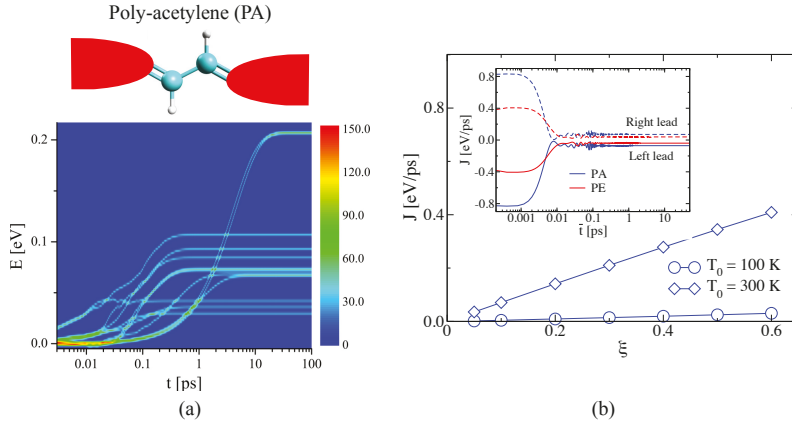 Poly-acetylene (PA)
0.2
0.1
0.0
E [eV]
0.01
0.1
1
10
100
t [ps]
150.0
120.0
90.0
60.0
30.0
0
(a)
0.8
0.4
0.0
J [eV/ps]
0
0.2
0.4
0.6
ξ
T₀ = 100 K
T₀ = 300 K
0.8
0.4
0.0
-0.4
-0.8
J [eV/ps]
Right lead
Left lead
PA
PE
0.001
0.01
0.1
1
10
t̃ [ps]
(b)